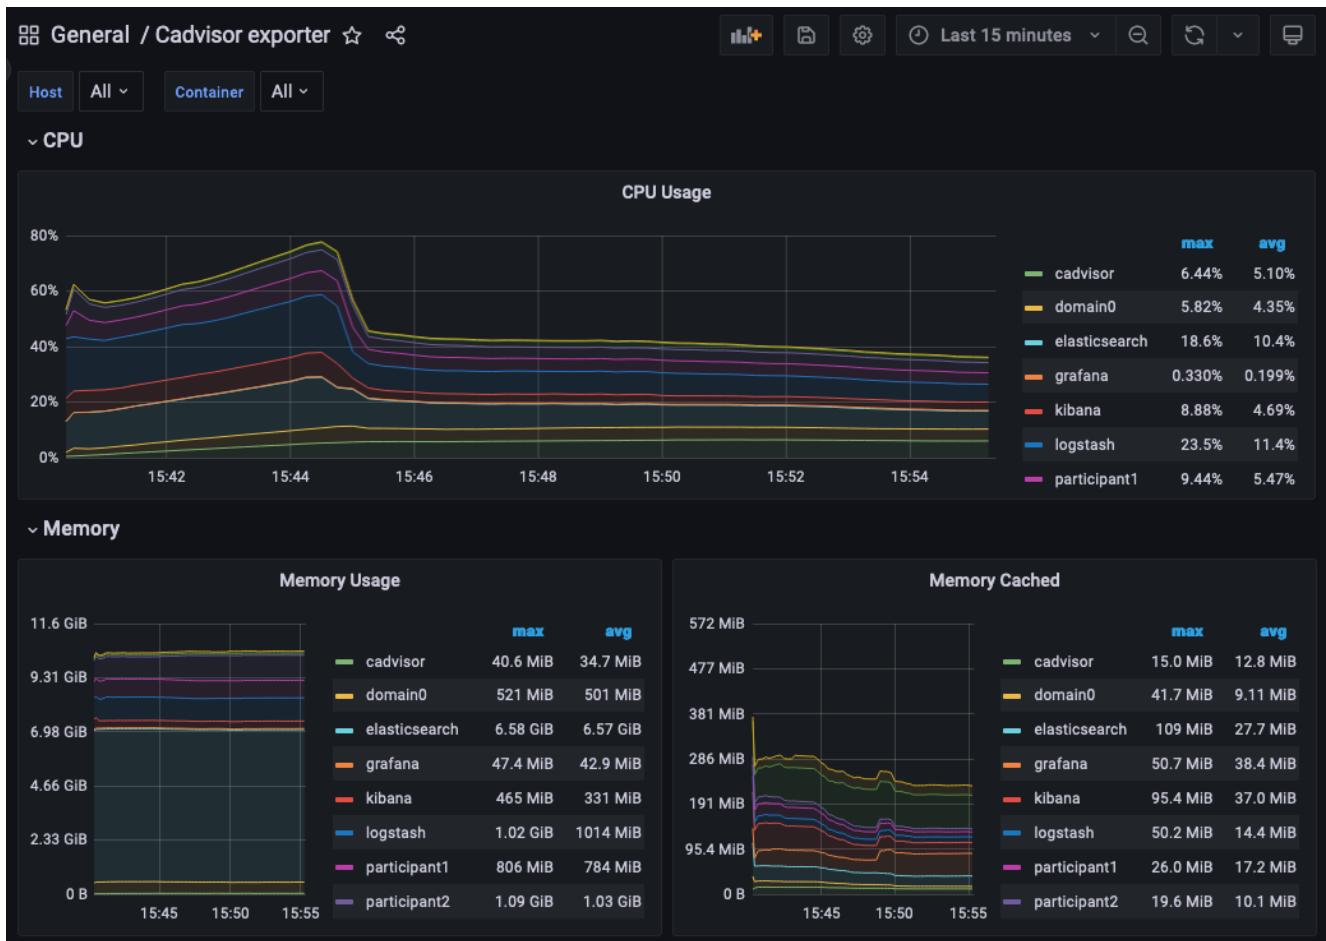 General / Cadvisor exporter
Last 15 minutes
Host All Container All
CPU
CPU Usage
80%
60%
40%
20%
0%
15:42 15:44 15:46 15:48 15:50 15:52 15:54
max avg
cadvisor 6.44% 5.10%
domain0 5.82% 4.35%
elasticsearch 18.6% 10.4%
grafana 0.330% 0.199%
kibana 8.88% 4.69%
logstash 23.5% 11.4%
participant1 9.44% 5.47%
Memory
Memory Usage
11.6 GiB
9.31 GiB
6.98 GiB
4.66 GiB
2.33 GiB
0 B
15:45 15:50 15:55
max avg
cadvisor 40.6 MiB 34.7 MiB
domain0 521 MiB 501 MiB
elasticsearch 6.58 GiB 6.57 GiB
grafana 47.4 MiB 42.9 MiB
kibana 465 MiB 331 MiB
logstash 1.02 GiB 1014 MiB
participant1 806 MiB 784 MiB
participant2 1.09 GiB 1.03 GiB
Memory Cached
572 MiB
477 MiB
381 MiB
286 MiB
191 MiB
95.4 MiB
0 B
15:45 15:50 15:55
max avg
cadvisor 15.0 MiB 12.8 MiB
domain0 41.7 MiB 9.11 MiB
elasticsearch 109 MiB 27.7 MiB
grafana 50.7 MiB 38.4 MiB
kibana 95.4 MiB 37.0 MiB
logstash 50.2 MiB 14.4 MiB
participant1 26.0 MiB 17.2 MiB
participant2 19.6 MiB 10.1 MiB